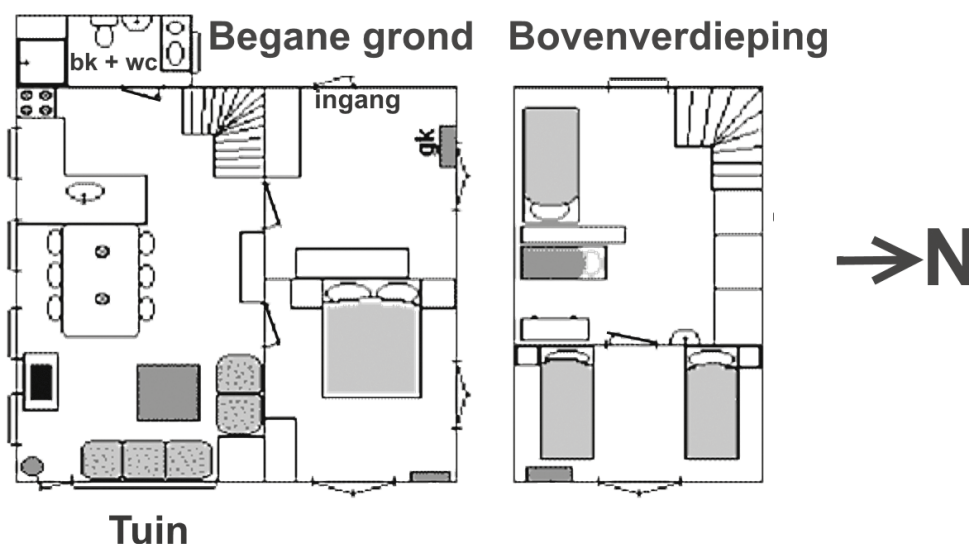 Begane grond
Bovenverdieping
bk + wc
ingang
gk
N
Tuin